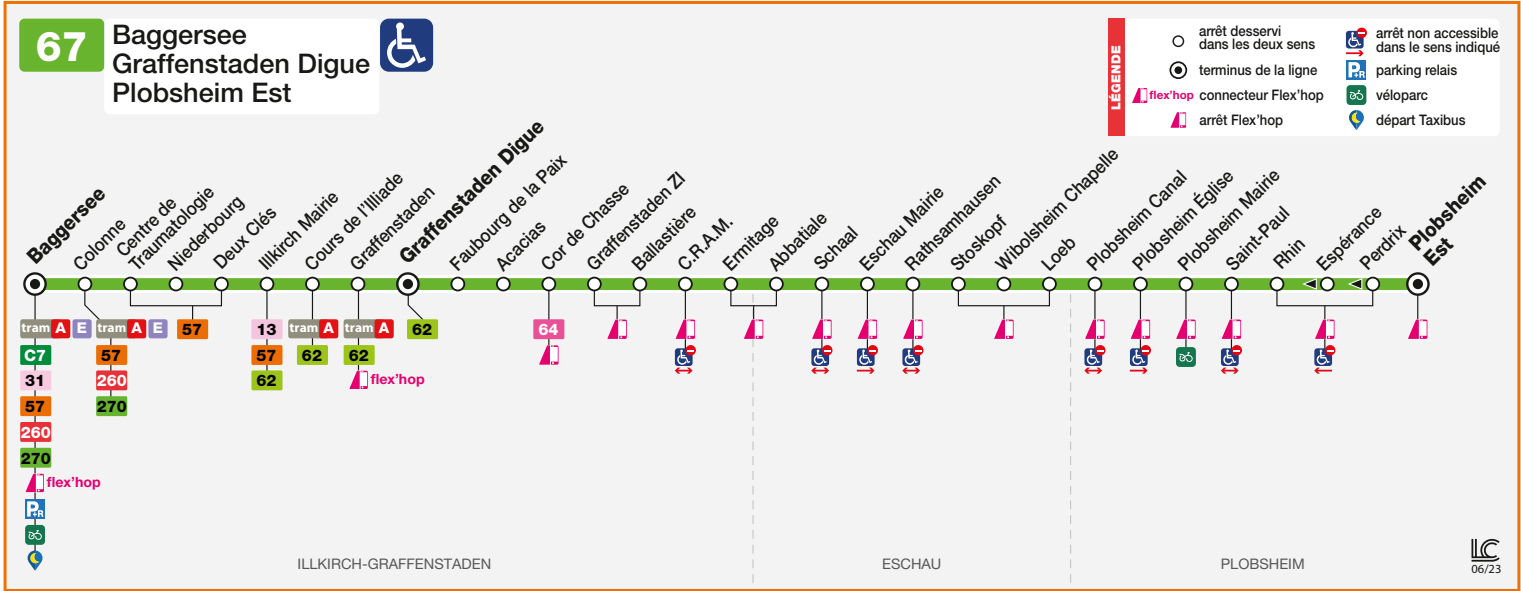 67
Baggersee
Graffenstaden Digue
Plobsheim Est
LÉGENDE
arrêt desservi
dans les deux sens
terminus de la ligne
flex'hop connecteur Flex'hop
arrêt Flex'hop
arrêt non accessible
dans le sens indiqué
P+R parking relais
véloparc
départ Taxibus
Baggersee
Colonne
Centre de
Traumatologie
Niederbourg
Deux Clés
Illkirch Mairie
Cours de l'Illiade
Graffenstaden
Graffenstaden Digue
Faubourg de la Paix
Acacias
Cor de Chasse
Graffenstaden ZI
Ballastière
C.R.A.M.
Ermitage
Abbatiale
Schaal
Eschau Mairie
Rathsamhausen
Stoskopf
Wibolsheim Chapelle
Loeb
Plobsheim Canal
Plobsheim Église
Plobsheim Mairie
Saint-Paul
Rhin
Espérance
Perdrix
Plobsheim
Est
tram A E
C7
31
57
260
270
flex'hop
P+R
tram A E
57
260
270
57
13
57
62
tram A
62
tram A
62
flex'hop
62
64
ILLKIRCH-GRAFFENSTADEN
ESCHAU
PLOBSHEIM
LC
06/23